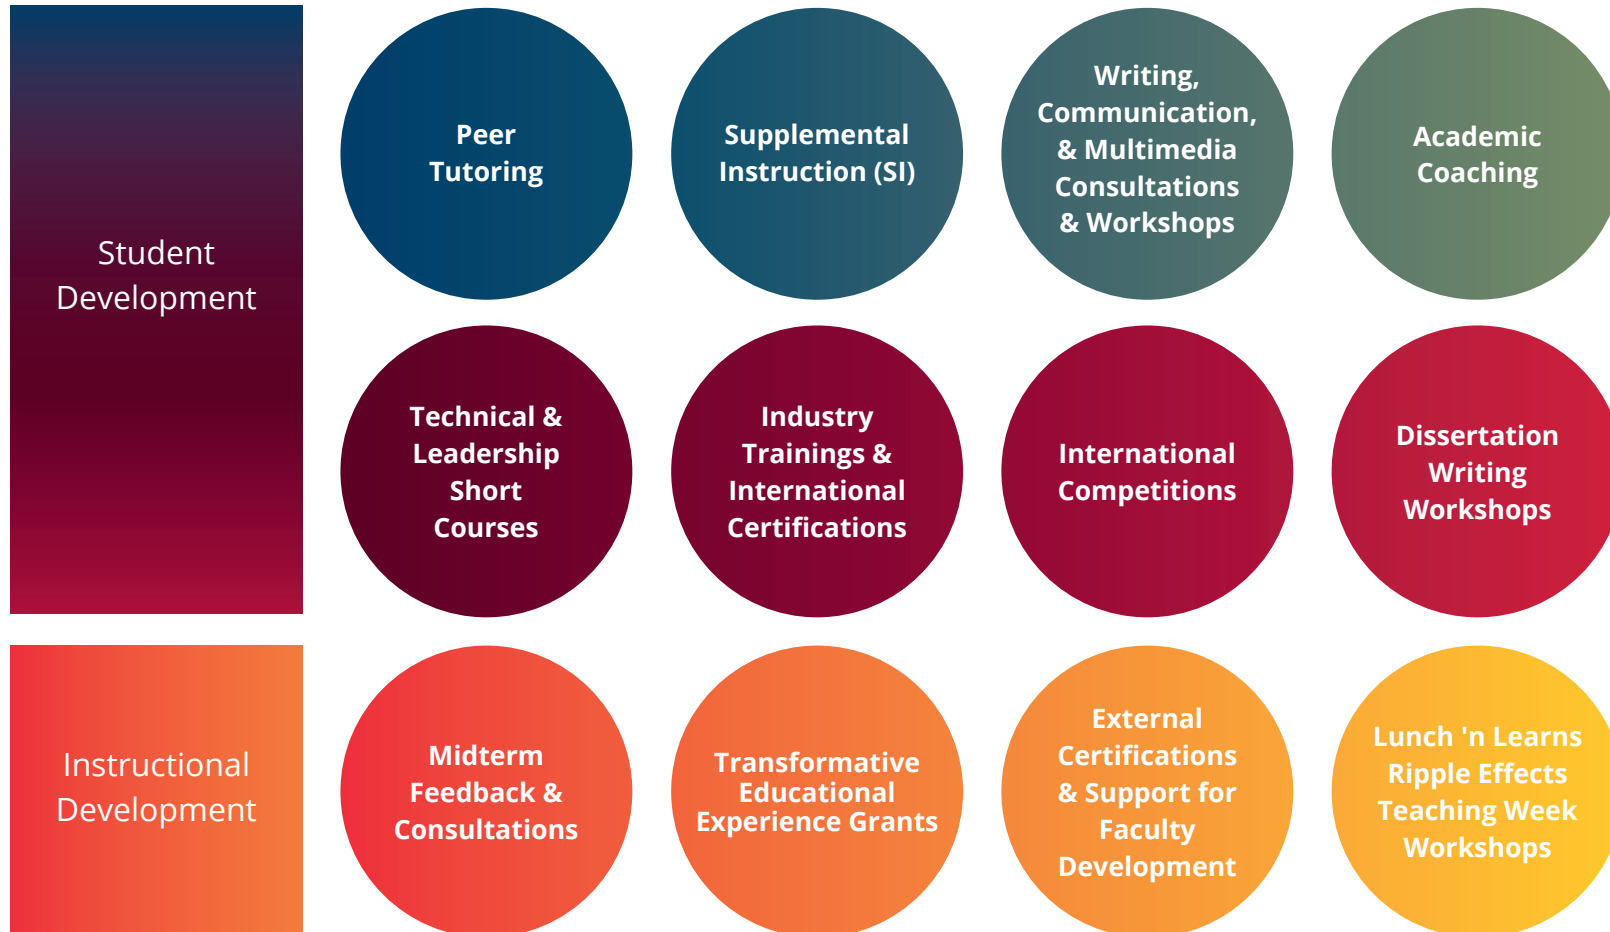 Student
Development
Peer
Tutoring
Supplemental
Instruction (SI)
Writing,
Communication,
& Multimedia
Consultations
& Workshops
Academic
Coaching
Technical &
Leadership
Short
Courses
Industry
Trainings &
International
Certifications
International
Competitions
Dissertation
Writing
Workshops
Instructional
Development
Midterm
Feedback &
Consultations
Transformative
Educational
Experience Grants
External
Certifications
& Support for
Faculty
Development
Lunch 'n Learns
Ripple Effects
Teaching Week
Workshops